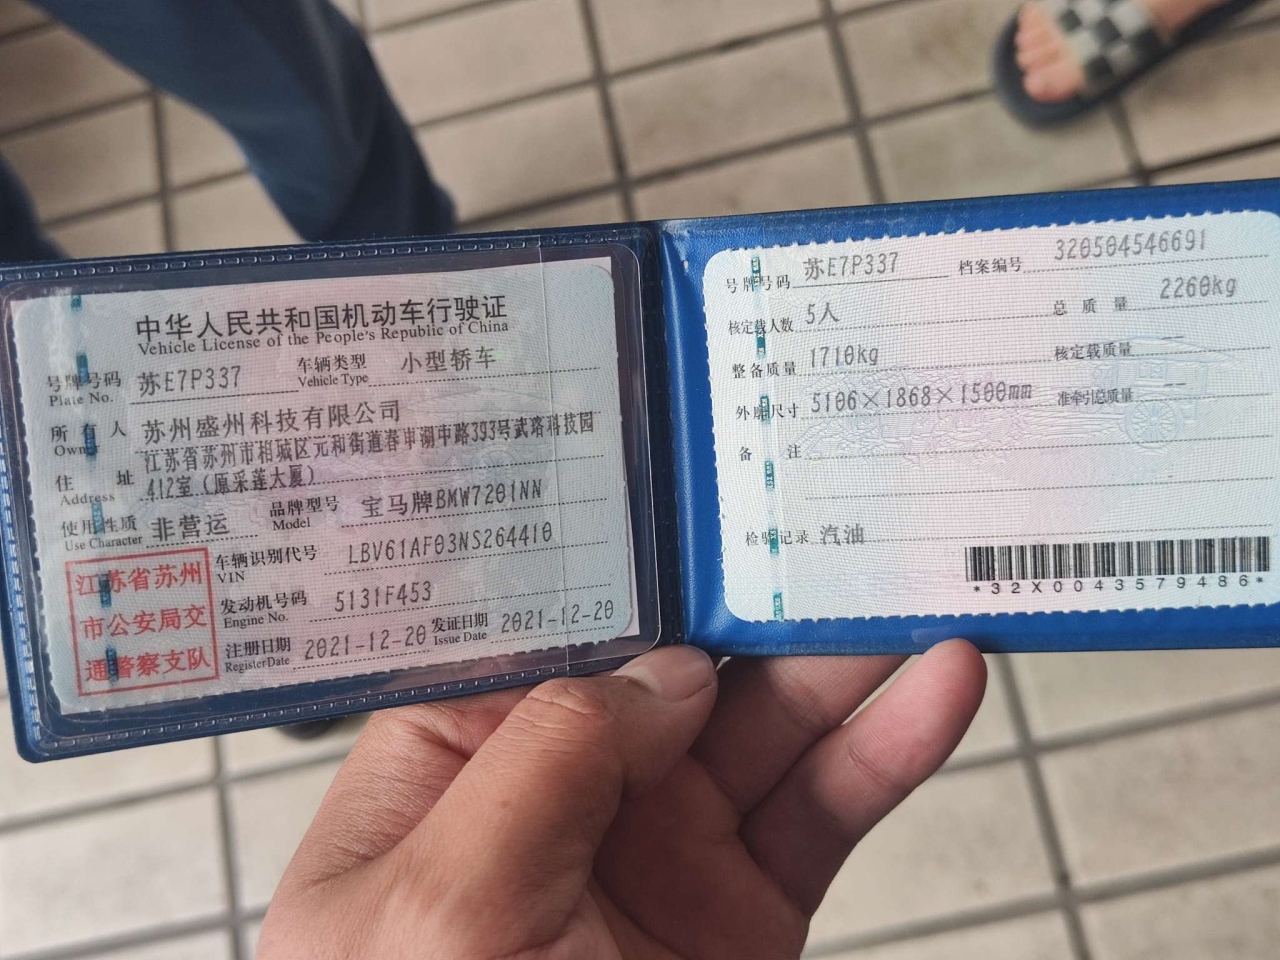 中华人民共和国机动车行驶证
Vehicle License of the People's Republic of China
号牌号码 苏E7P337 车辆类型 小型轿车
Plate No. Vehicle Type
所有人 苏州盛州科技有限公司
Owner
住址 江苏省苏州市相城区元和街道春申湖中路393号武珞科技园
Address 412室（原采莲大厦）
使用性质 非营运 品牌型号 宝马牌BMW7201NN
Use Character Model
车辆识别代号 LBV61AF03NS264410
VIN
发动机号码 5131F453
Engine No.
注册日期 2021-12-20 发证日期 2021-12-20
Register Date Issue Date
江苏省苏州
市公安局交
通警察支队
号牌号码 苏E7P337 档案编号 320504546691
核定载人数 5人 总质量 2260kg
整备质量 1710kg 核定载质量 --
外廓尺寸 5106×1868×1500mm 准牵引总质量 --
备注
检验记录 汽油
*32X0043579486*